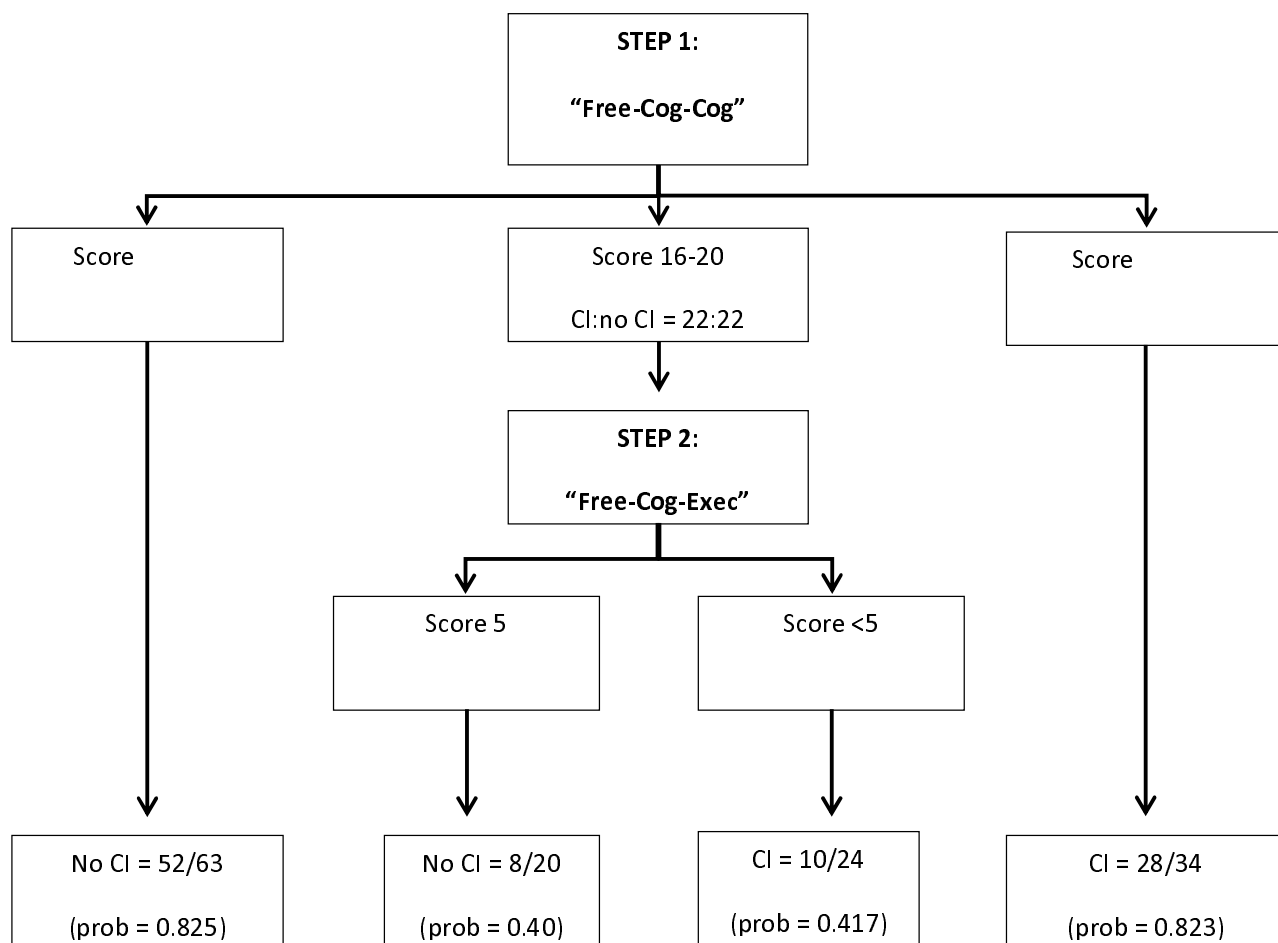 STEP 1:
“Free-Cog-Cog”
Score
Score 16-20
CI:no CI = 22:22
Score
STEP 2:
“Free-Cog-Exec”
Score 5
Score <5
No CI = 52/63
(prob = 0.825)
No CI = 8/20
(prob = 0.40)
CI = 10/24
(prob = 0.417)
CI = 28/34
(prob = 0.823)